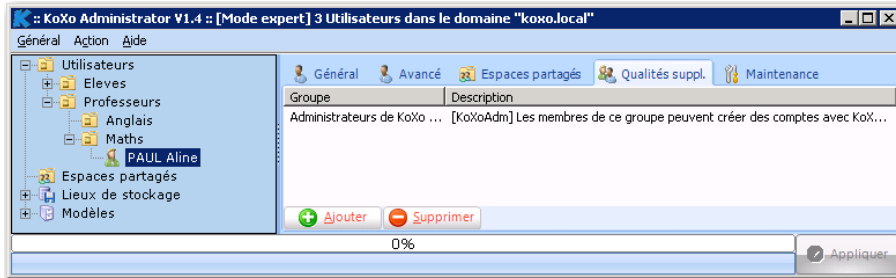 : KoXo Administrator V1.4 :: [Mode expert] 3 Utilisateurs dans le domaine "koxo.local"
Général Action Aide
Utilisateurs
Eleves
Professeurs
Anglais
Maths
PAUL Aline
Espaces partagés
Lieux de stockage
Modèles
Général Avancé Espaces partagés Qualités suppl. Maintenance
Groupe Description
Administrateurs de KoXo ... [KoXoAdm] Les membres de ce groupe peuvent créer des comptes avec KoX...
Ajouter Supprimer
0%
Appliquer